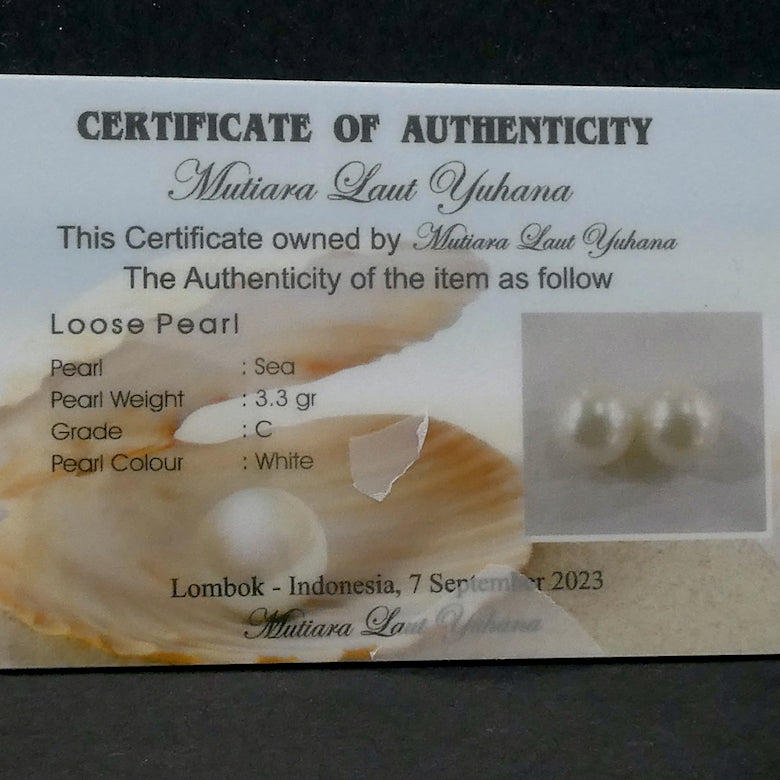 CERTIFICATE OF AUTHENTICITY
Mutiara Laut Yuhana
This Certificate owned by Mutiara Laut Yuhana
The Authenticity of the item as follow
Loose Pearl
Pearl : Sea
Pearl Weight : 3.3 gr
Grade : C
Pearl Colour : White
Lombok - Indonesia, 7 September 2023
Mutiara Laut Yuhana